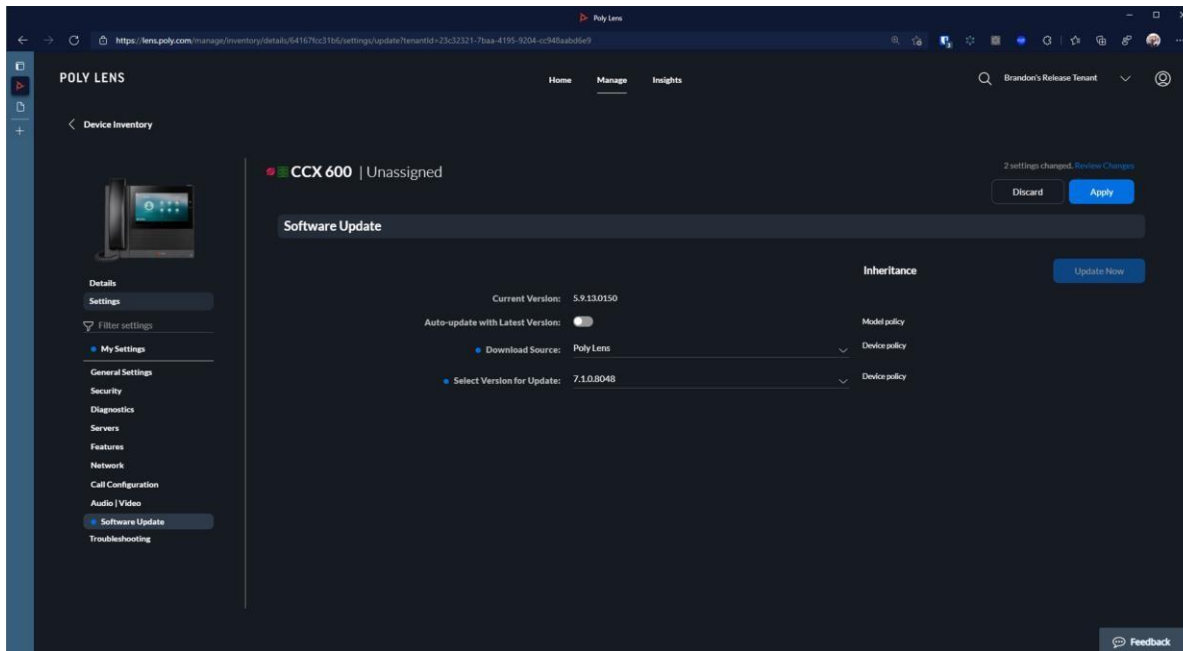 Poly Lens
https://lens.poly.com/manage/inventory/details/64167fcc31b6/settings/update?tenantId=23c32321-7baa-4195-9204-cc948aabd6e9
POLY LENS
Home Manage Insights
Brandon's Release Tenant
Device Inventory
CCX 600 | Unassigned
2 settings changed. Review Changes
Discard Apply
Software Update
Inheritance
Update Now
Details
Settings
Filter settings
My Settings
General Settings
Security
Diagnostics
Servers
Features
Network
Call Configuration
Audio | Video
Software Update
Troubleshooting
Current Version: 5.9.13.0150
Auto-update with Latest Version: Model policy
Download Source: Poly Lens Device policy
Select Version for Update: 7.1.0.8048 Device policy
Feedback